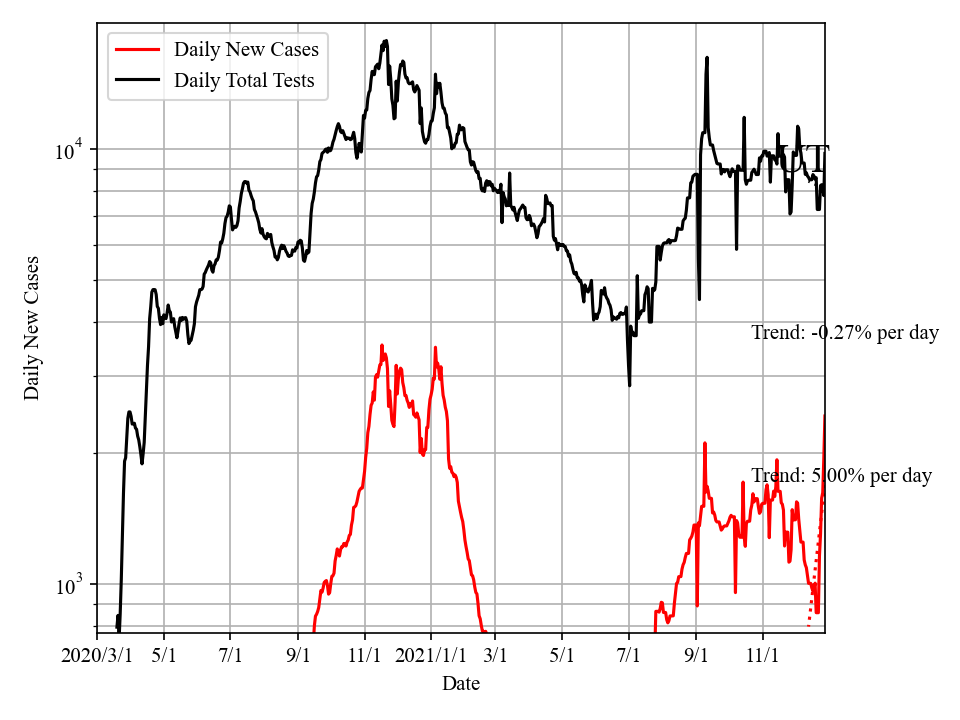 Daily New Cases
Daily Total Tests
10^4
UT
Daily New Cases
Trend: -0.27% per day
Trend: 5.00% per day
10^3
2020/3/1 5/1 7/1 9/1 11/1 2021/1/1 3/1 5/1 7/1 9/1 11/1
Date